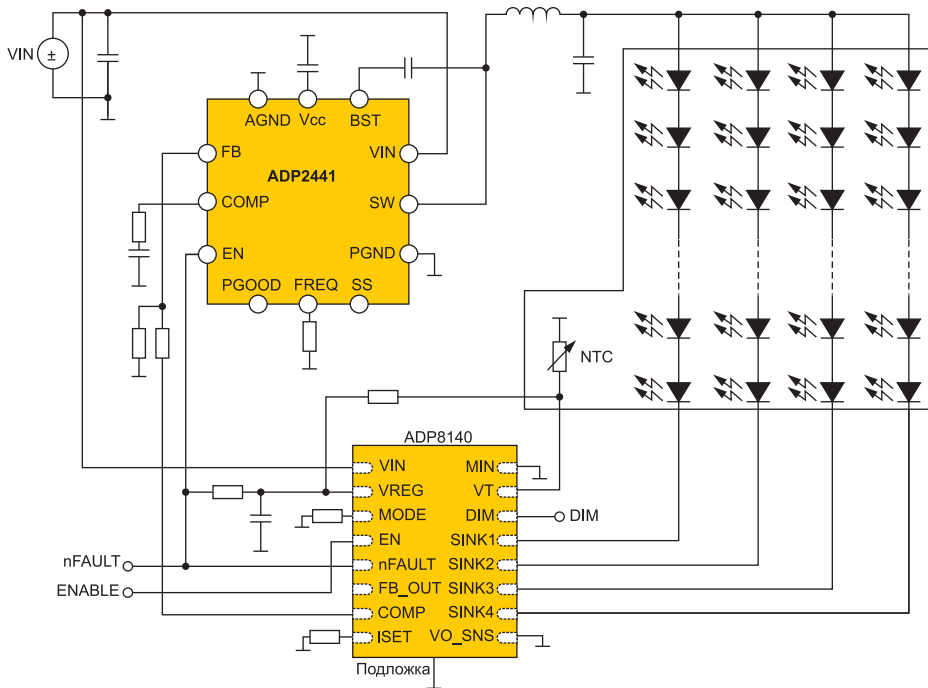 VIN
±
AGND
Vcc
BST
FB
VIN
ADP2441
COMP
SW
EN
PGND
PGOOD
FREQ
SS
NTC
ADP8140
VIN
MIN
VREG
VT
MODE
DIM
DIM
EN
SINK1
nFAULT
nFAULT
SINK2
ENABLE
FB_OUT
SINK3
COMP
SINK4
ISET
VO_SNS
Подложка